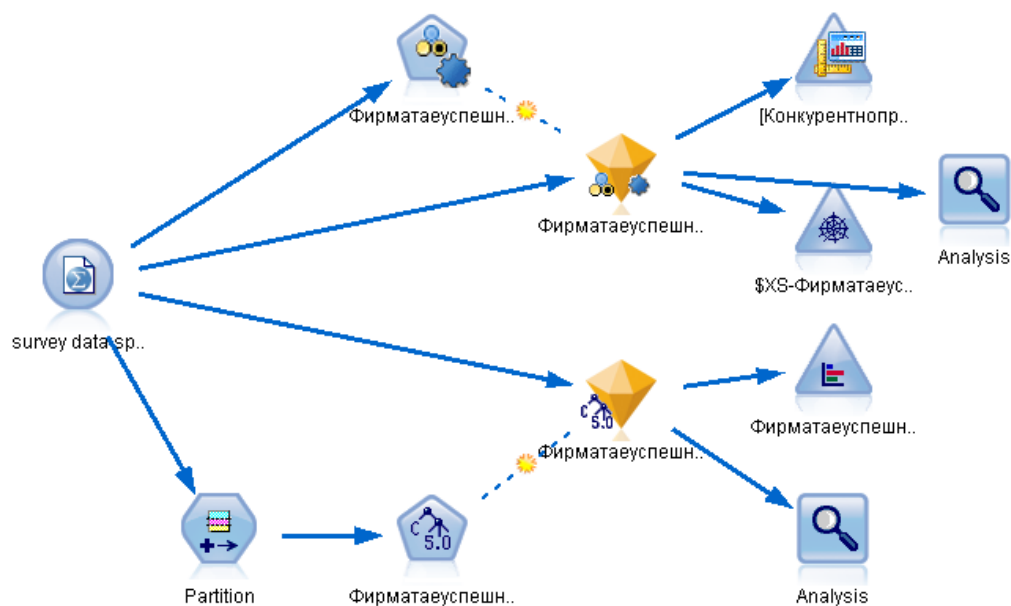 Фирматаеуспешн..
[Конкурентнопр..
Фирматаеуспешн..
Analysis
$XS-Фирматаеус..
survey data sp..
C 5.0
Фирматаеуспешн..
Фирматаеуспешн..
C 5.0
Partition
Фирматаеуспешн..
Analysis